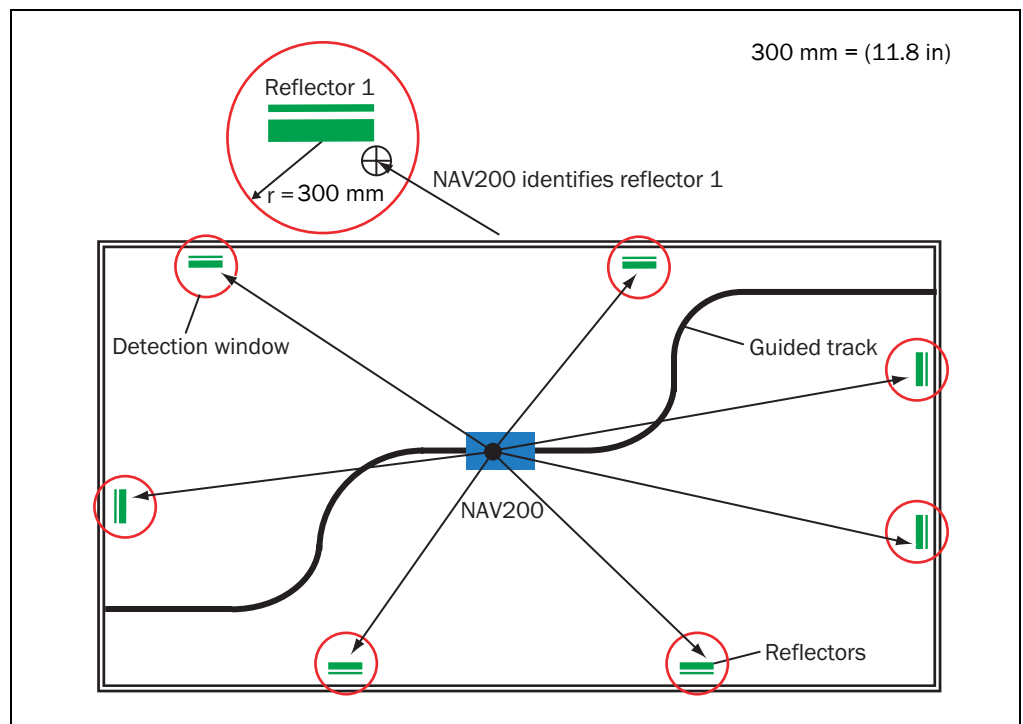 300 mm = (11.8 in)
Reflector 1
NAV200 identifies reflector 1
r = 300 mm
Detection window
Guided track
NAV200
Reflectors